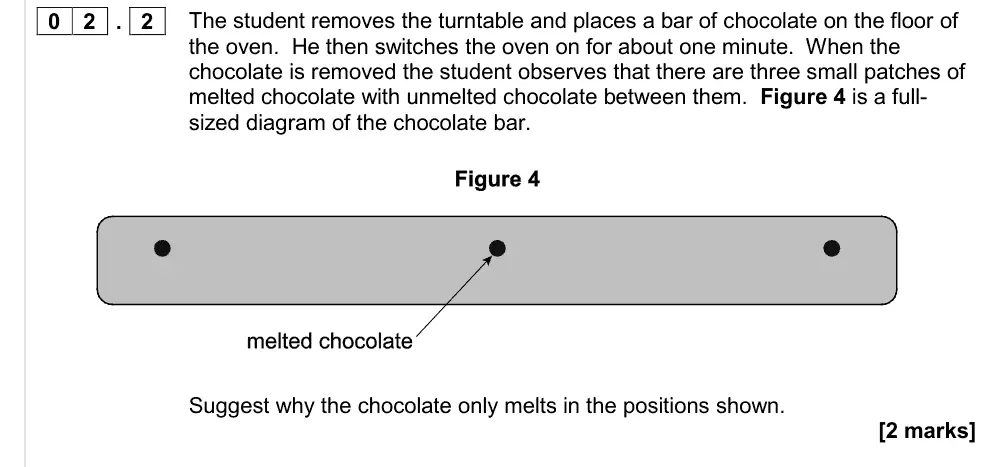 0 2 . 2 The student removes the turntable and places a bar of chocolate on the floor of
the oven. He then switches the oven on for about one minute. When the
chocolate is removed the student observes that there are three small patches of
melted chocolate with unmelted chocolate between them. Figure 4 is a full-
sized diagram of the chocolate bar.
Figure 4
melted chocolate
Suggest why the chocolate only melts in the positions shown.
[2 marks]